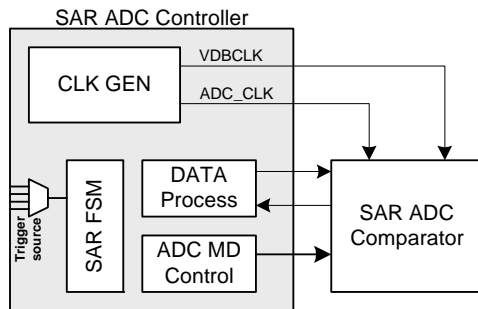 SAR ADC Controller
VDBCLK
CLK GEN
ADC_CLK
Trigger
source
SAR FSM
DATA
Process
ADC MD
Control
SAR ADC
Comparator